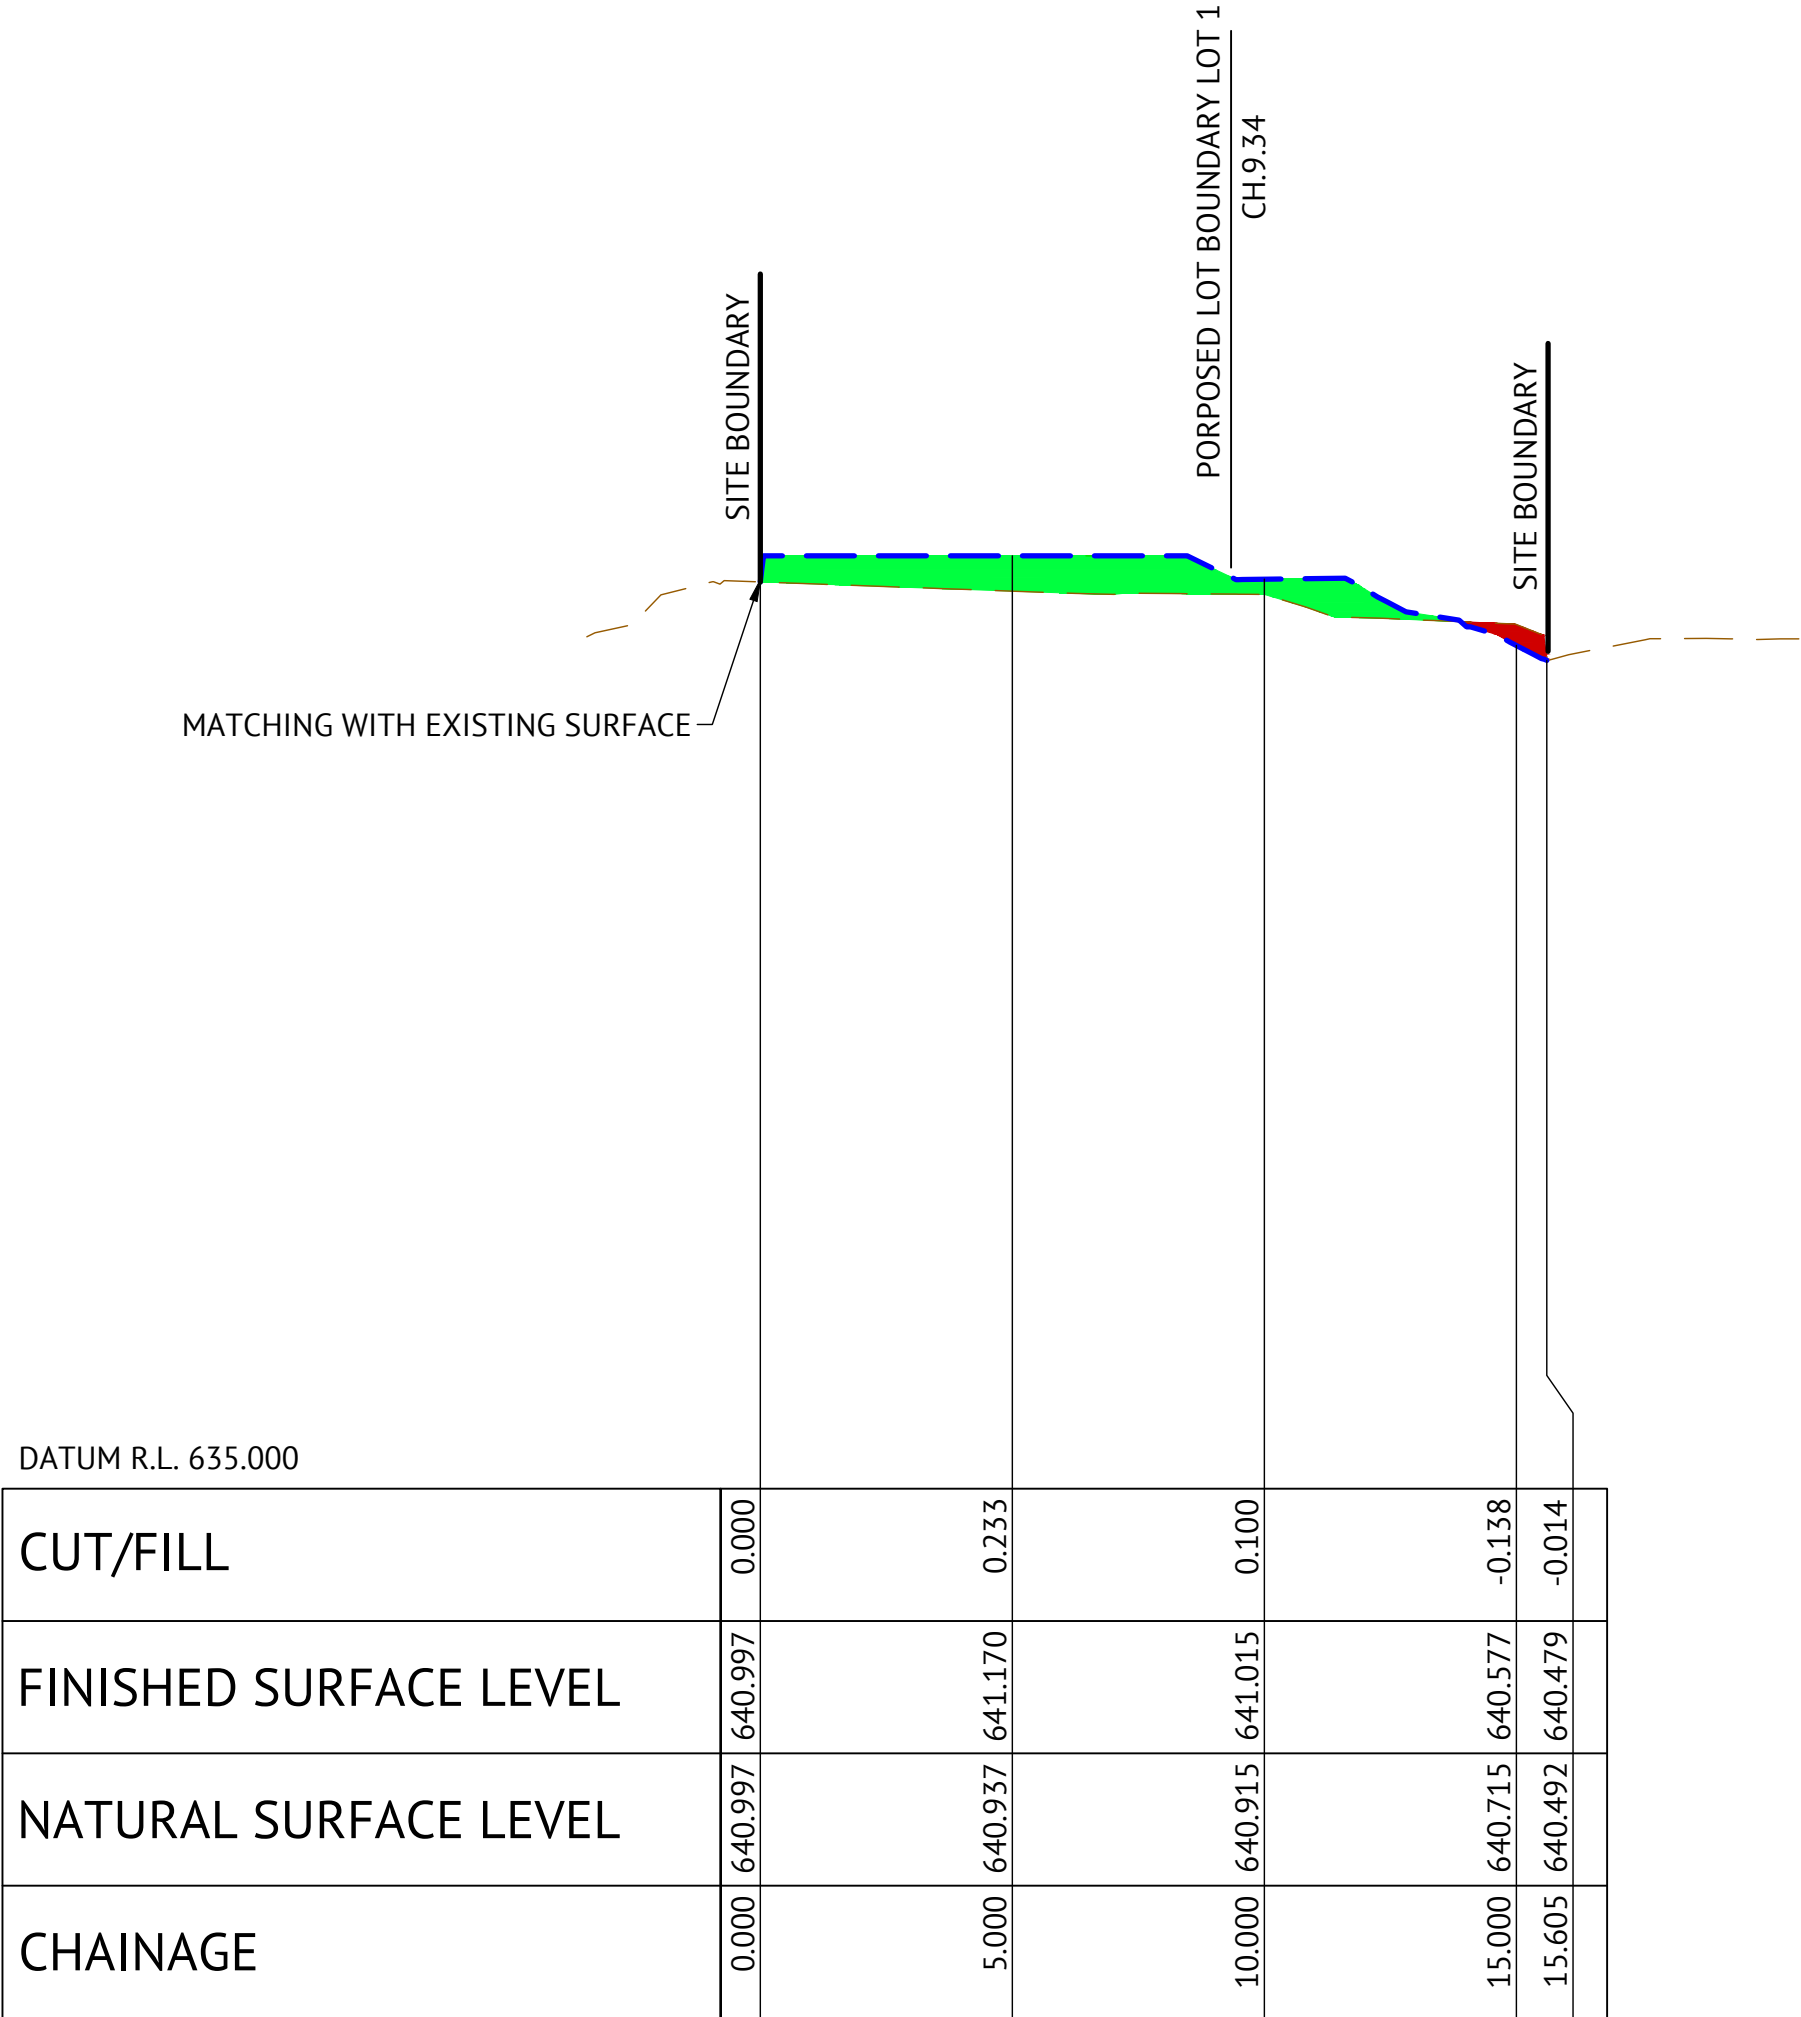 PORPOSED LOT BOUNDARY LOT 1
CH.9.34
SITE BOUNDARY
SITE BOUNDARY
MATCHING WITH EXISTING SURFACE
DATUM R.L. 635.000
CUT/FILL 0.000 0.233 0.100 -0.138 -0.014
FINISHED SURFACE LEVEL 640.997 641.170 641.015 640.577 640.479
NATURAL SURFACE LEVEL 640.997 640.937 640.915 640.715 640.492
CHAINAGE 0.000 5.000 10.000 15.000 15.605